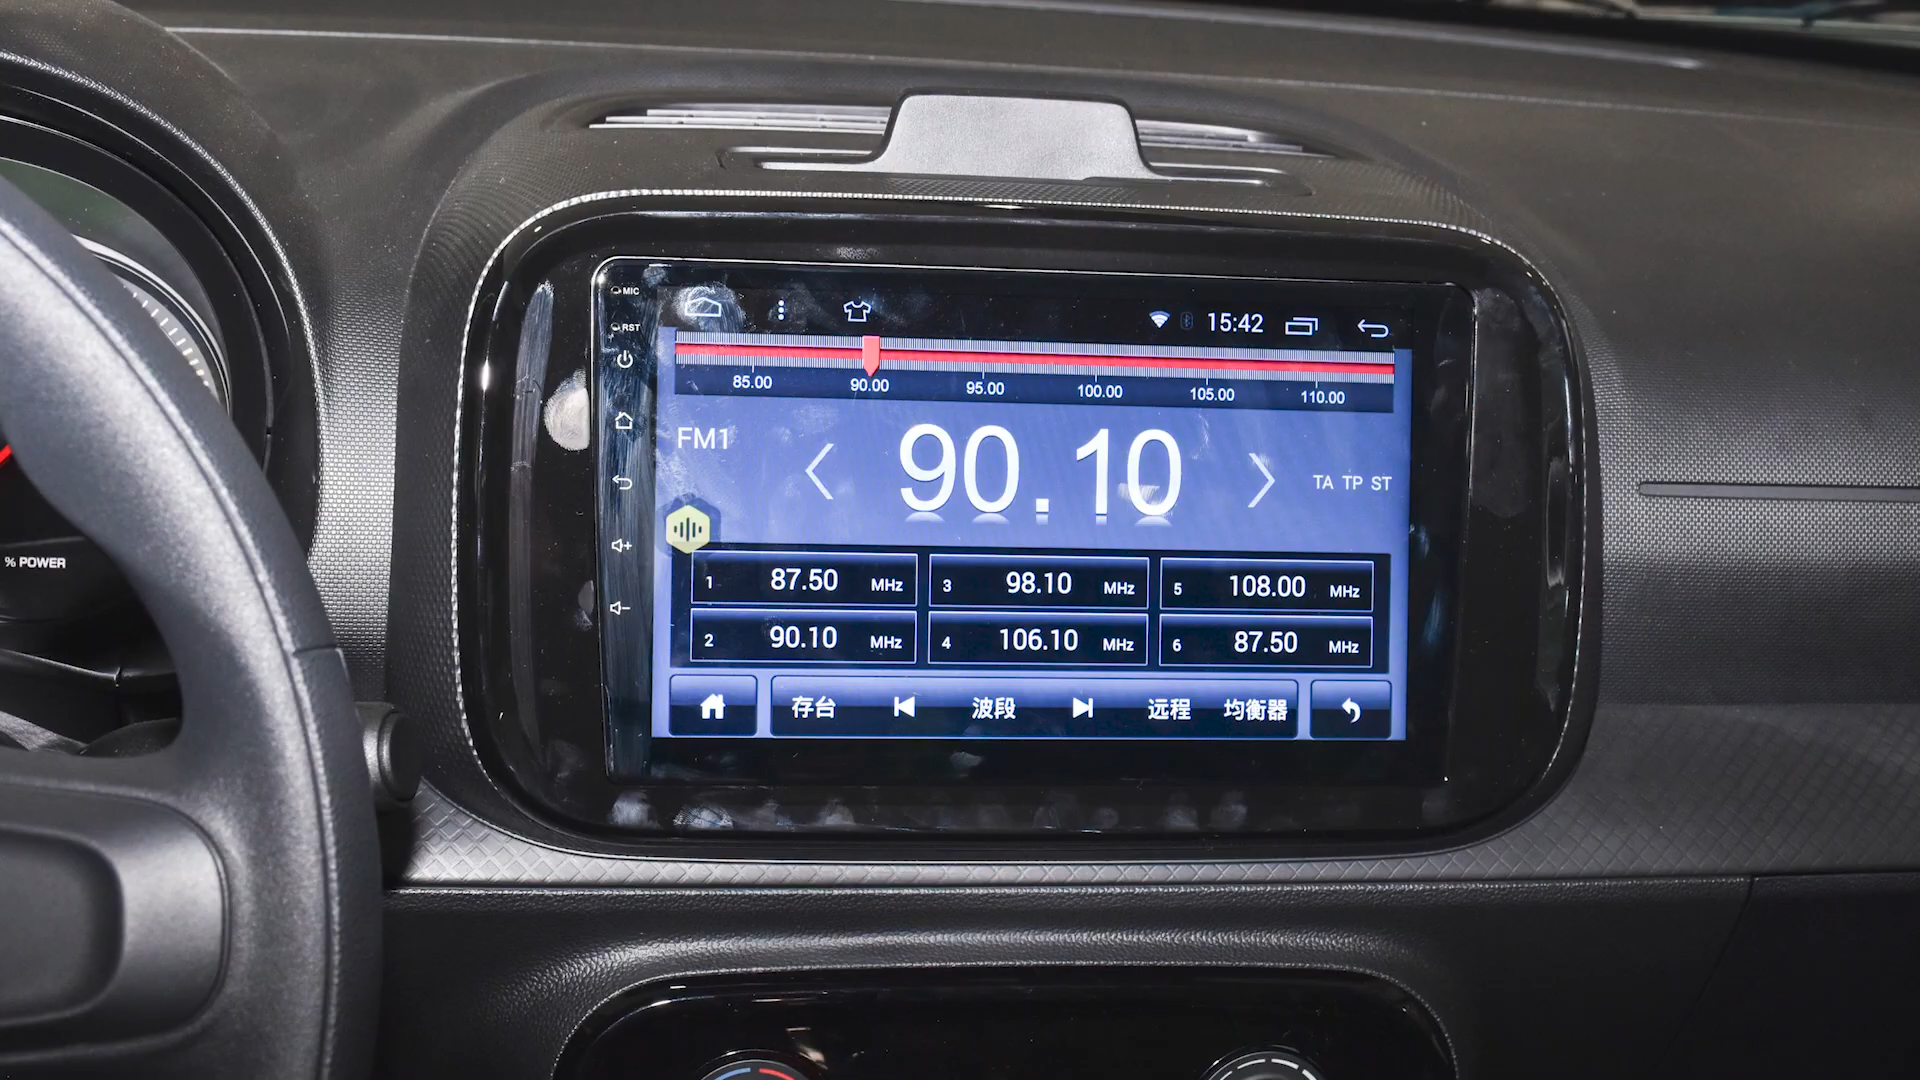 MIC
15:42
RST
85.00 90.00 95.00 100.00 105.00 110.00
FM1
90.10
TA TP ST
% POWER
1 87.50 MHz 3 98.10 MHz 5 108.00 MHz
2 90.10 MHz 4 106.10 MHz 6 87.50 MHz
存台 波段 远程 均衡器